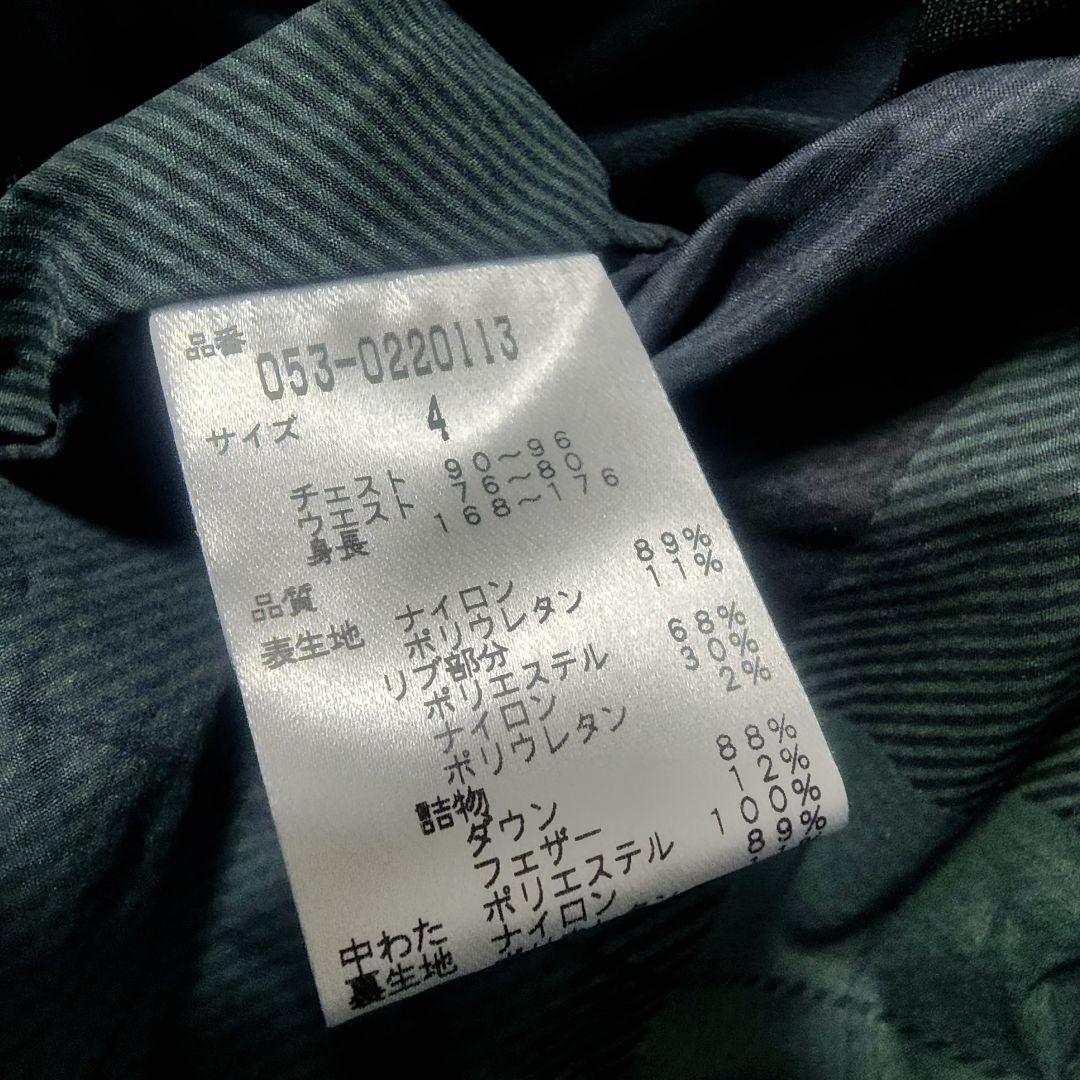 品番 053-0220113
サイズ 4
チェスト 90～96
ウエスト 76～80
身長 168～176
品質
表生地 ナイロン 89%
ポリウレタン 11%
リブ部分
ポリエステル 68%
ナイロン 30%
ポリウレタン 2%
詰物
ダウン 88%
フェザー 12%
中わた ポリエステル 100%
裏生地 ナイロン 89%